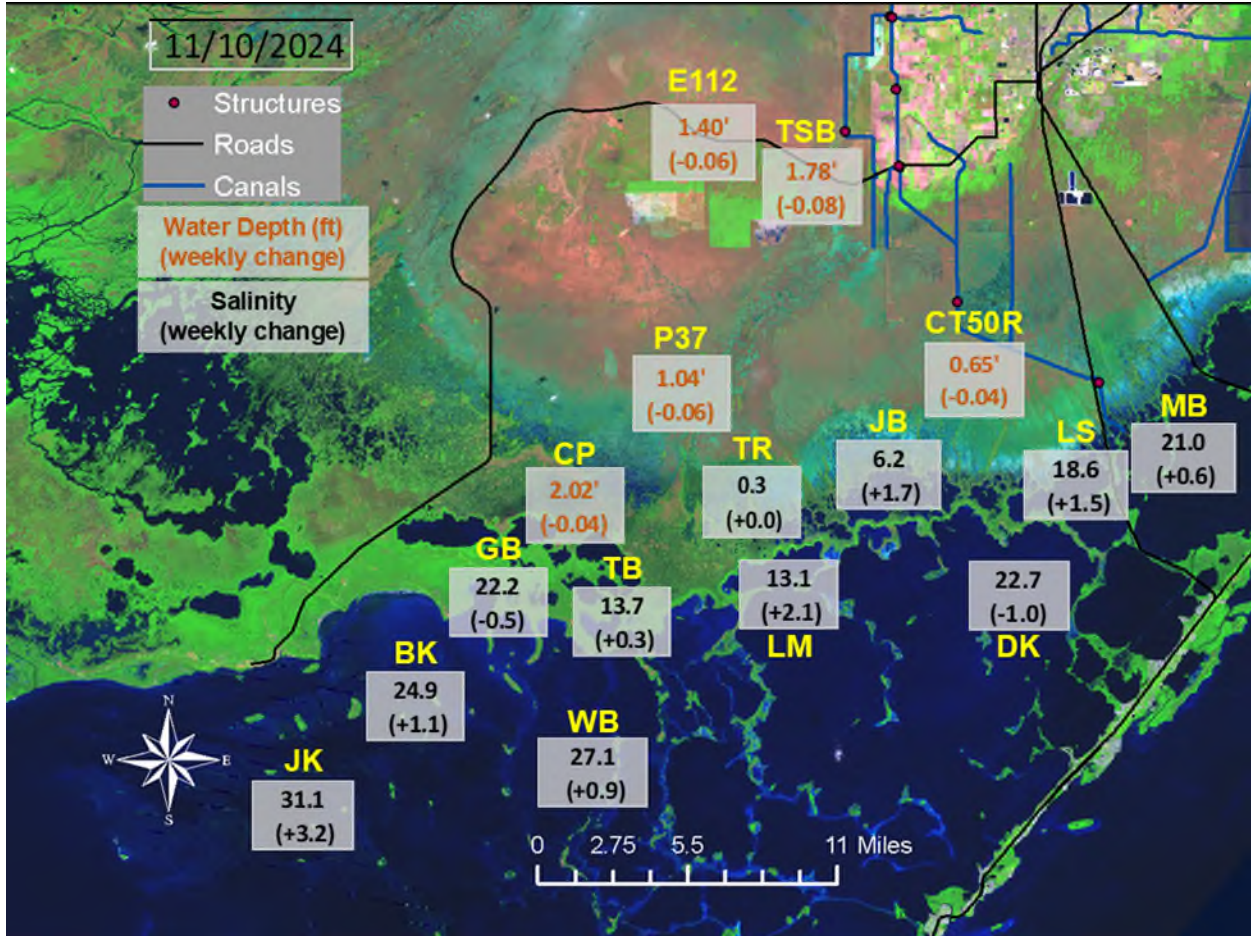 11/10/2024
Structures
Roads
Canals
Water Depth (ft)
(weekly change)
Salinity
(weekly change)
E112
1.40'
(-0.06)
TSB
1.78'
(-0.08)
P37
1.04'
(-0.06)
CT50R
0.65'
(-0.04)
CP
2.02'
(-0.04)
TR
0.3
(+0.0)
JB
6.2
(+1.7)
LS
18.6
(+1.5)
MB
21.0
(+0.6)
GB
22.2
(-0.5)
TB
13.7
(+0.3)
13.1
(+2.1)
LM
22.7
(-1.0)
DK
BK
24.9
(+1.1)
WB
27.1
(+0.9)
JK
31.1
(+3.2)
N
W
E
S
0 2.75 5.5 11 Miles